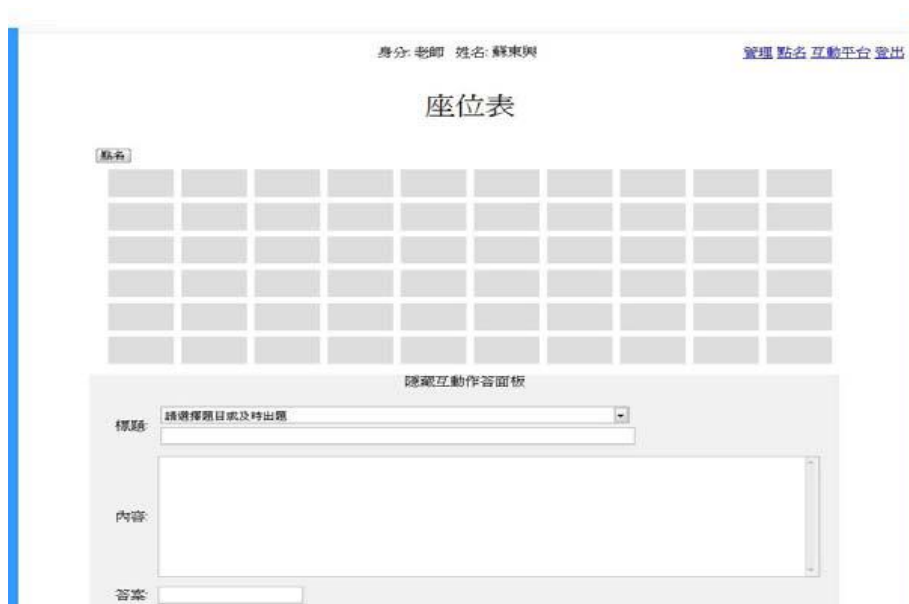 身分: 老師 姓名: 蘇東興 管理 點名 互動平台 登出
座位表
點名
隱藏互動作答面板
標題: 請選擇題目或及時出題
內容:
答案: